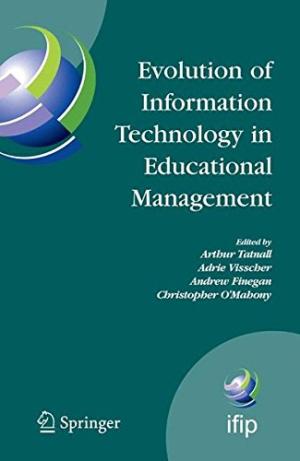 Evolution of
Information
Technology in
Educational
Management
Edited by
Arthur Tatnall
Adrie Visscher
Andrew Finegan
Christopher O'Mahony
Springer
ifip